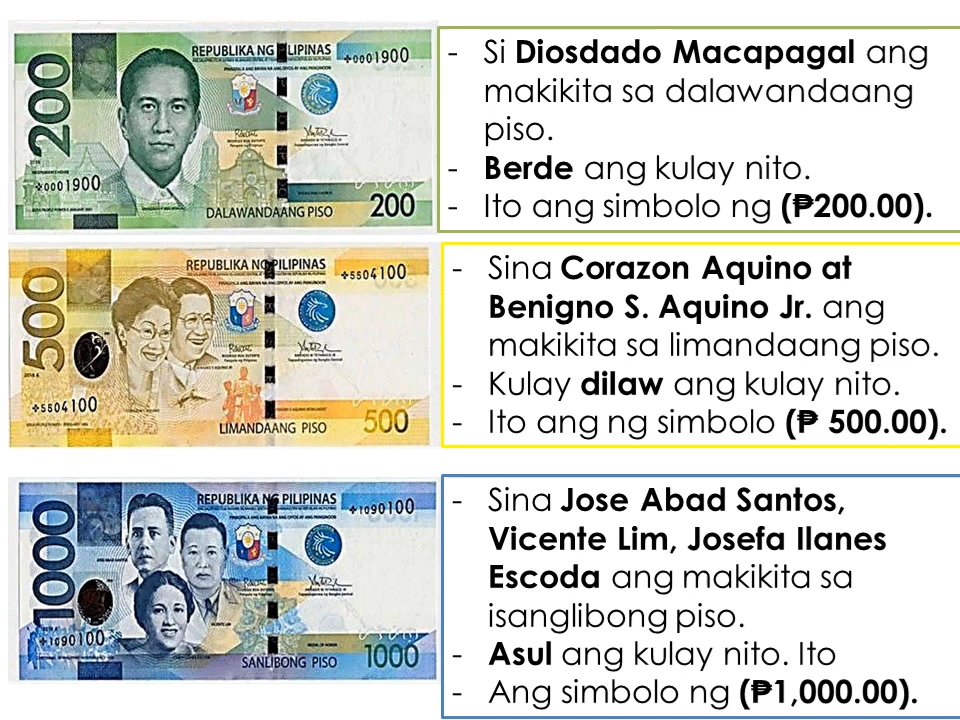 200
REPUBLIKA NG PILIPINAS
0001900
0001900
DALAWANDAANG PISO 200
- Si Diosdado Macapagal ang
makikita sa dalawandaang
piso.
- Berde ang kulay nito.
- Ito ang simbolo ng (₱200.00).
500
REPUBLIKA NG PILIPINAS
5504100
5504100
LIMANDAANG PISO 500
- Sina Corazon Aquino at
Benigno S. Aquino Jr. ang
makikita sa limandaang piso.
- Kulay dilaw ang kulay nito.
- Ito ang ng simbolo (₱ 500.00).
1000
REPUBLIKA NG PILIPINAS
1090100
1090100
SANLIBONG PISO 1000
- Sina Jose Abad Santos,
Vicente Lim, Josefa Ilanes
Escoda ang makikita sa
isanglibong piso.
- Asul ang kulay nito. Ito
- Ang simbolo ng (₱1,000.00).